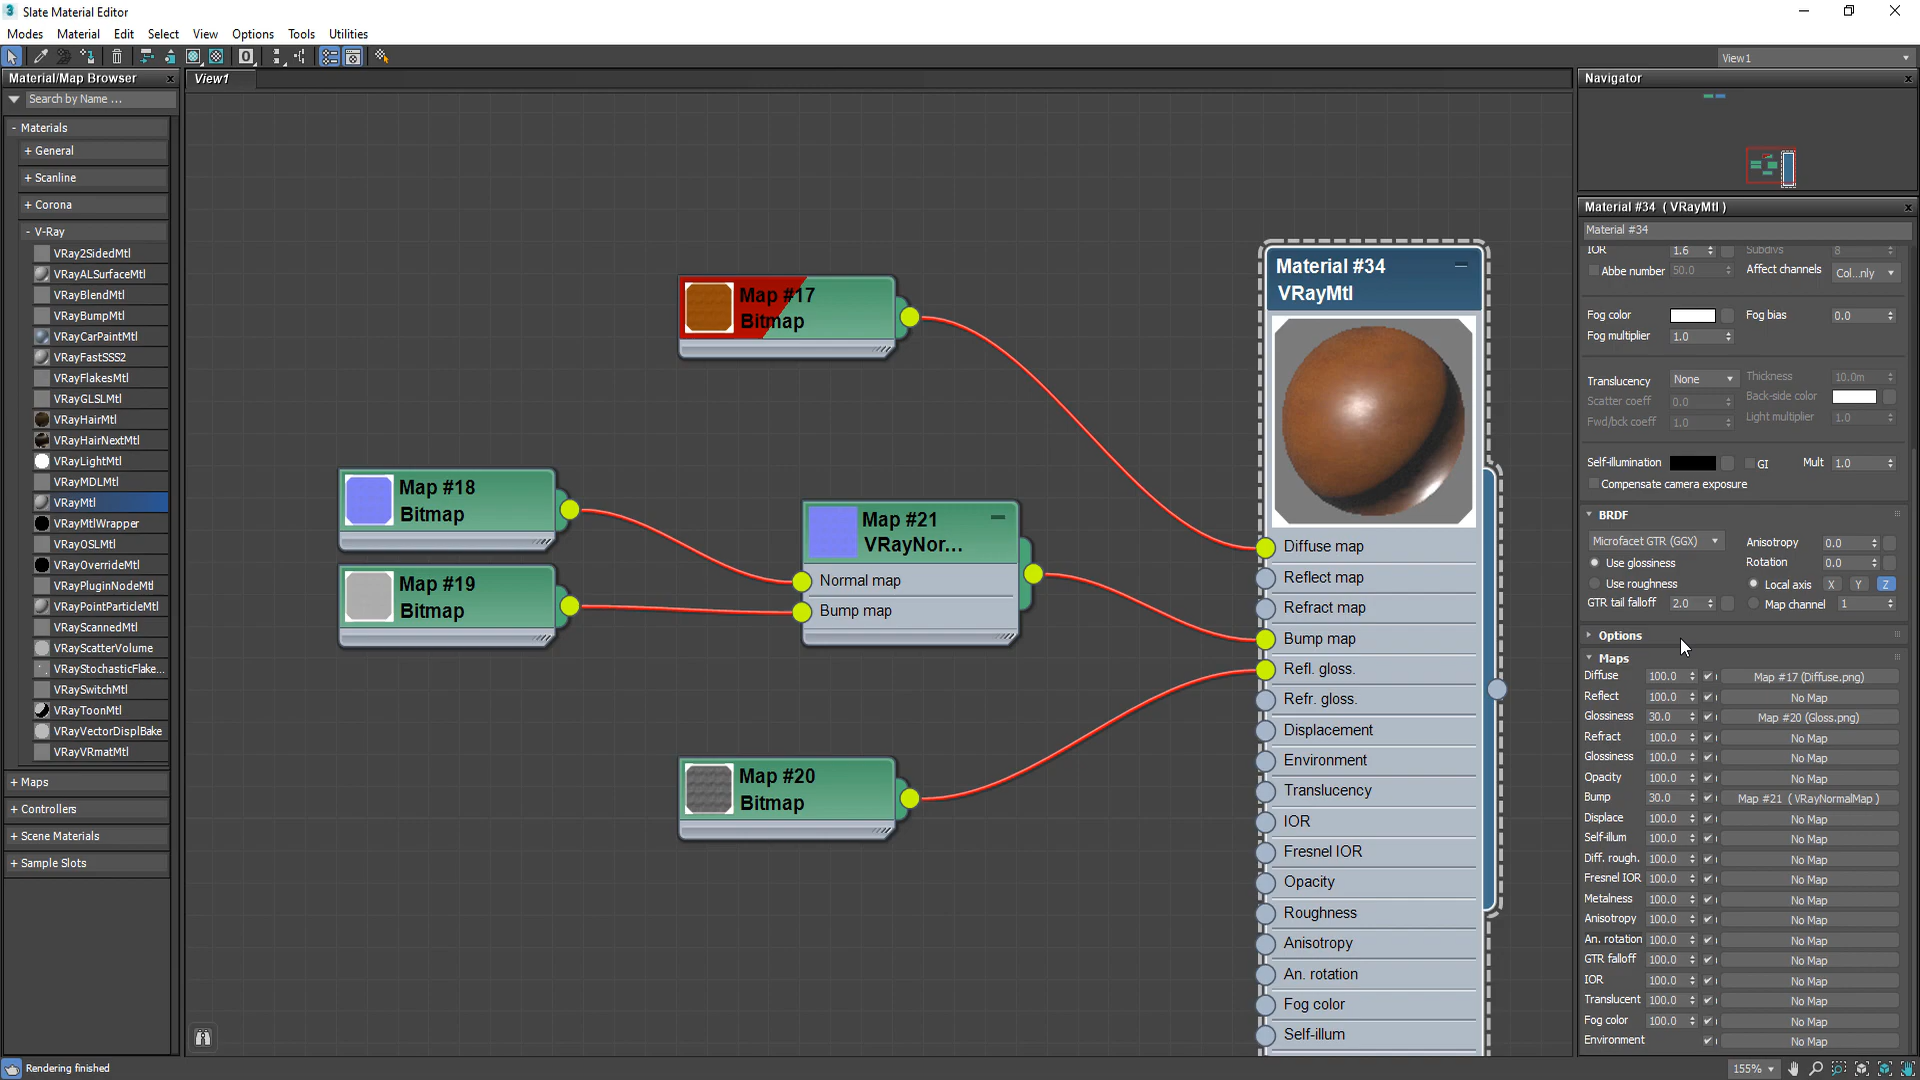 Slate Material Editor
Modes Material Edit Select View Options Tools Utilities
View1
Material/Map Browser
Search by Name ...
- Materials
+ General
+ Scanline
+ Corona
- V-Ray
VRay2SidedMtl
VRayALSurfaceMtl
VRayBlendMtl
VRayBumpMtl
VRayCarPaintMtl
VRayFastSSS2
VRayFlakesMtl
VRayGLSLMtl
VRayHairMtl
VRayHairNextMtl
VRayLightMtl
VRayMDLMtl
VRayMtl
VRayMtlWrapper
VRayOSLMtl
VRayOverrideMtl
VRayPluginNodeMtl
VRayPointParticleMtl
VRayScannedMtl
VRayScatterVolume
VRayStochasticFlake...
VRaySwitchMtl
VRayToonMtl
VRayVectorDisplBake
VRayVRmatMtl
+ Maps
+ Controllers
+ Scene Materials
+ Sample Slots
Rendering finished
View1
Map #17
Bitmap
Map #18
Bitmap
Map #19
Bitmap
Map #21
VRayNor...
Normal map
Bump map
Map #20
Bitmap
Material #34
VRayMtl
Diffuse map
Reflect map
Refract map
Bump map
Refl. gloss.
Refr. gloss.
Displacement
Environment
Translucency
IOR
Fresnel IOR
Opacity
Roughness
Anisotropy
An. rotation
Fog color
Self-illum
Navigator
Material #34 ( VRayMtl )
Material #34
IOR 1.6 Subdivs 8
Abbe number 50.0 Affect channels Col...nly
Fog color Fog bias 0.0
Fog multiplier 1.0
Translucency None Thickness 10.0m
Scatter coeff 0.0 Back-side color
Fwd/bck coeff 1.0 Light multiplier 1.0
Self-illumination GI Mult 1.0
Compensate camera exposure
BRDF
Microfacet GTR (GGX) Anisotropy 0.0
Use glossiness Rotation 0.0
Use roughness Local axis X Y Z
GTR tail falloff 2.0 Map channel 1
Options
Maps
Diffuse 100.0 Map #17 (Diffuse.png)
Reflect 100.0 No Map
Glossiness 30.0 Map #20 (Gloss.png)
Refract 100.0 No Map
Glossiness 100.0 No Map
Opacity 100.0 No Map
Bump 30.0 Map #21 ( VRayNormalMap )
Displace 100.0 No Map
Self-illum 100.0 No Map
Diff. rough. 100.0 No Map
Fresnel IOR 100.0 No Map
Metalness 100.0 No Map
Anisotropy 100.0 No Map
An. rotation 100.0 No Map
GTR falloff 100.0 No Map
IOR 100.0 No Map
Translucent 100.0 No Map
Fog color 100.0 No Map
Environment No Map
155%